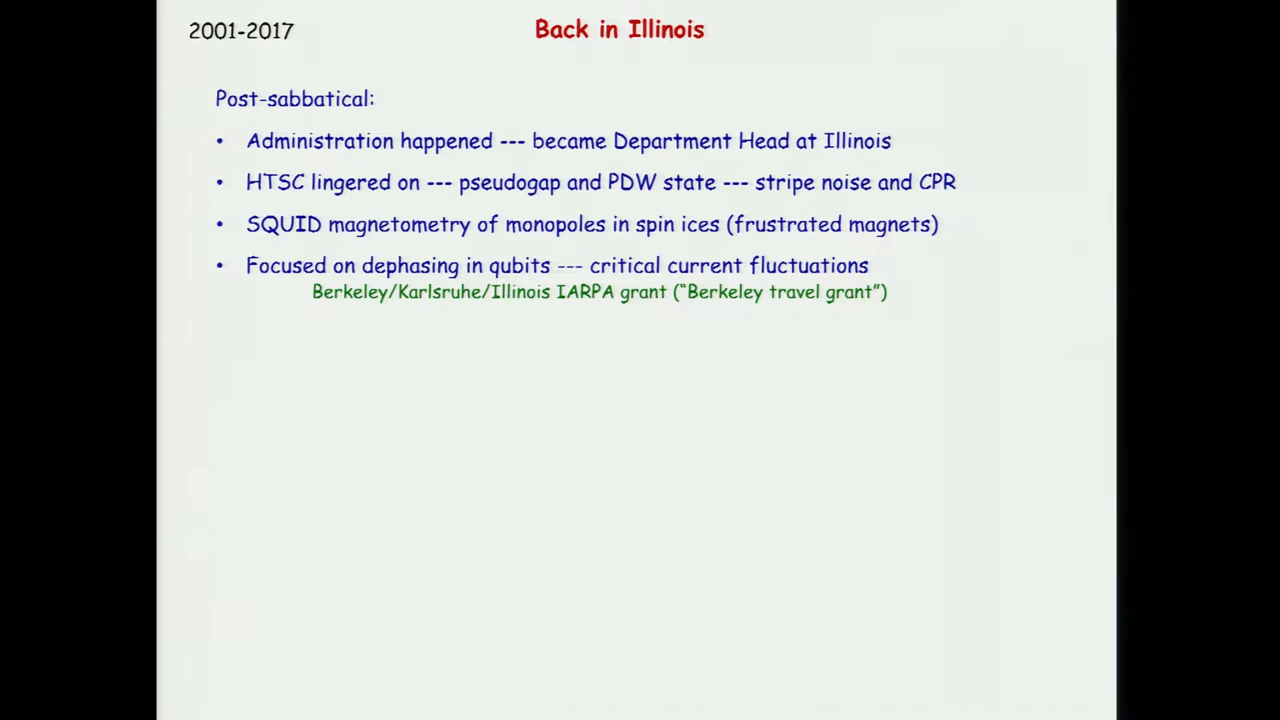 2001-2017
Back in Illinois
Post-sabbatical:
• Administration happened --- became Department Head at Illinois
• HTSC lingered on --- pseudogap and PDW state --- stripe noise and CPR
• SQUID magnetometry of monopoles in spin ices (frustrated magnets)
• Focused on dephasing in qubits --- critical current fluctuations
Berkeley/Karlsruhe/Illinois IARPA grant (“Berkeley travel grant”)